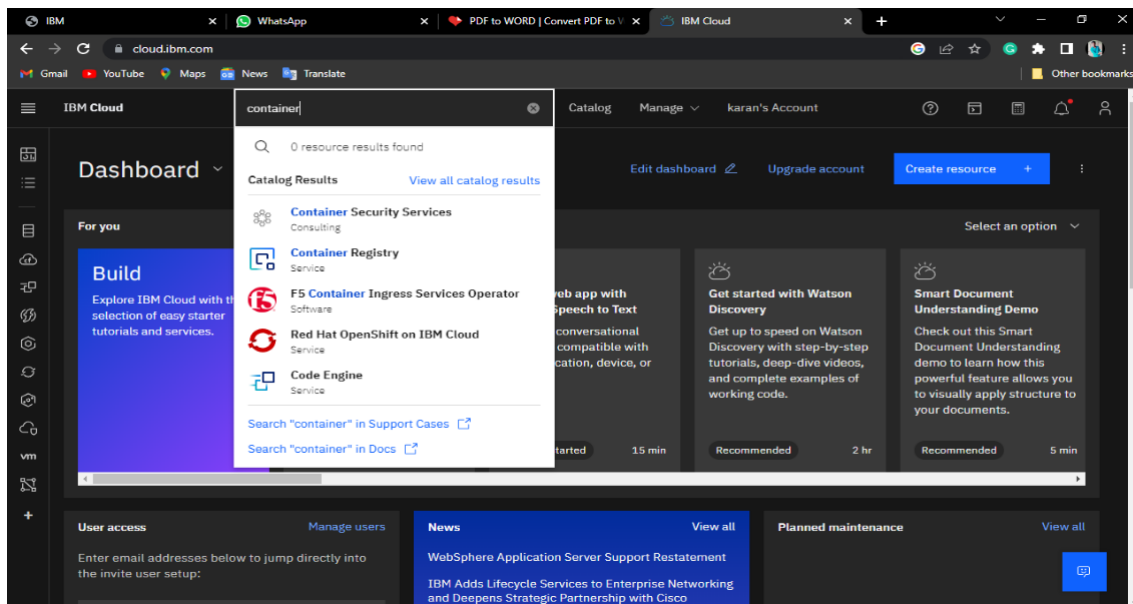 IBM
WhatsApp
PDF to WORD | Convert PDF to W
IBM Cloud
cloud.ibm.com
Gmail YouTube Maps News Translate Other bookmarks
IBM Cloud
container
Catalog Manage karan's Account
0 resource results found
Catalog Results View all catalog results
Container Security Services
Consulting
Container Registry
Service
F5 Container Ingress Services Operator
Software
Red Hat OpenShift on IBM Cloud
Service
Code Engine
Service
Search "container" in Support Cases
Search "container" in Docs
Dashboard
Edit dashboard Upgrade account Create resource +
For you Select an option
Build
Explore IBM Cloud with th
selection of easy starter
tutorials and services.
eb app with
Speech to Text
conversational
compatible with
cation, device, or
tarted 15 min
Get started with Watson
Discovery
Get up to speed on Watson
Discovery with step-by-step
tutorials, deep-dive videos,
and complete examples of
working code.
Recommended 2 hr
Smart Document
Understanding Demo
Check out this Smart
Document Understanding
demo to learn how this
powerful feature allows you
to visually apply structure to
your documents.
Recommended 5 min
vm
User access Manage users
Enter email addresses below to jump directly into
the invite user setup:
News View all
WebSphere Application Server Support Restatement
IBM Adds Lifecycle Services to Enterprise Networking
and Deepens Strategic Partnership with Cisco
Planned maintenance View all